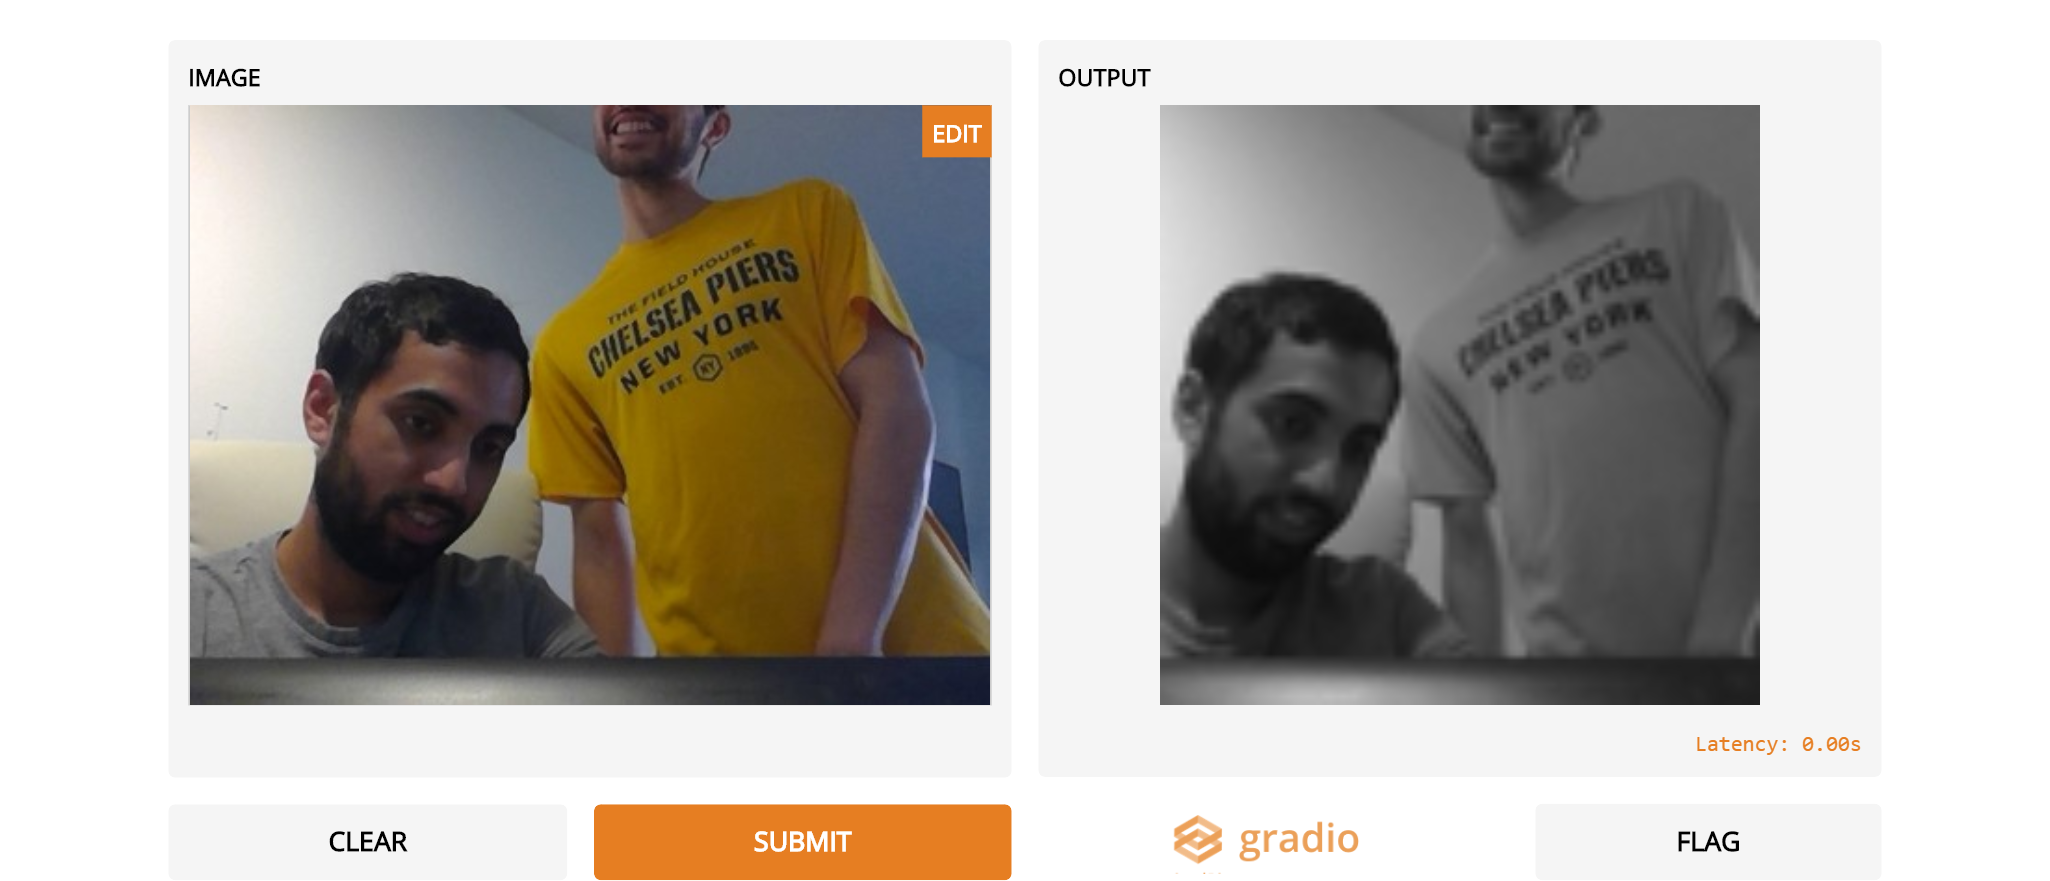 IMAGE
EDIT
THE FIELD HOUSE
CHELSEA PIERS
NEW YORK
EST. NY 1895
OUTPUT
CHELSEA PIERS
NEW YORK
Latency: 0.00s
CLEAR
SUBMIT
gradio
FLAG